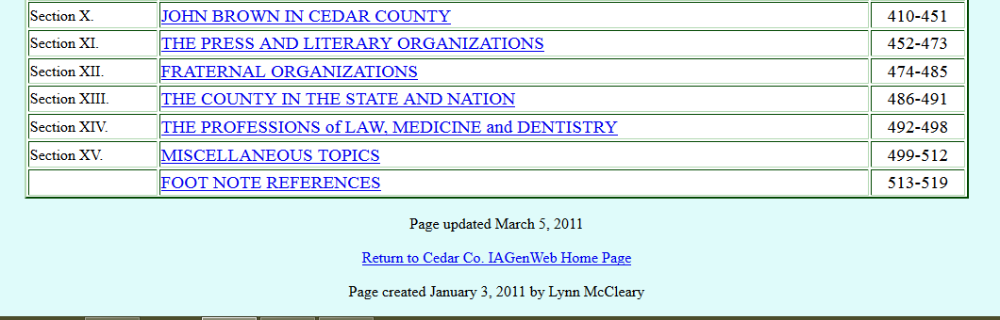 Section X. JOHN BROWN IN CEDAR COUNTY 410-451
Section XI. THE PRESS AND LITERARY ORGANIZATIONS 452-473
Section XII. FRATERNAL ORGANIZATIONS 474-485
Section XIII. THE COUNTY IN THE STATE AND NATION 486-491
Section XIV. THE PROFESSIONS of LAW, MEDICINE and DENTISTRY 492-498
Section XV. MISCELLANEOUS TOPICS 499-512
FOOT NOTE REFERENCES 513-519
Page updated March 5, 2011
Return to Cedar Co. IAGenWeb Home Page
Page created January 3, 2011 by Lynn McCleary